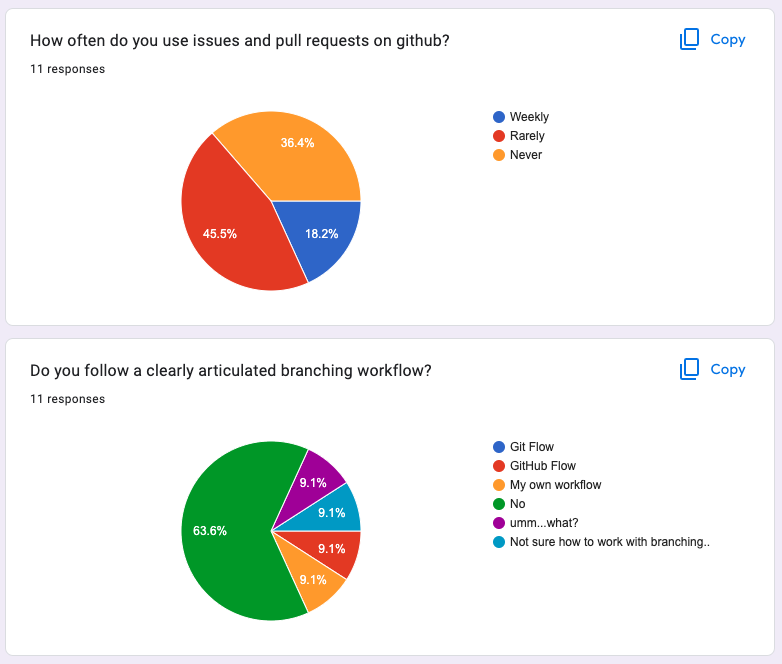 How often do you use issues and pull requests on github?
Copy
11 responses
Weekly
Rarely
Never
36.4%
45.5%
18.2%
Do you follow a clearly articulated branching workflow?
Copy
11 responses
Git Flow
GitHub Flow
My own workflow
No
umm...what?
Not sure how to work with branching..
9.1%
9.1%
63.6%
9.1%
9.1%